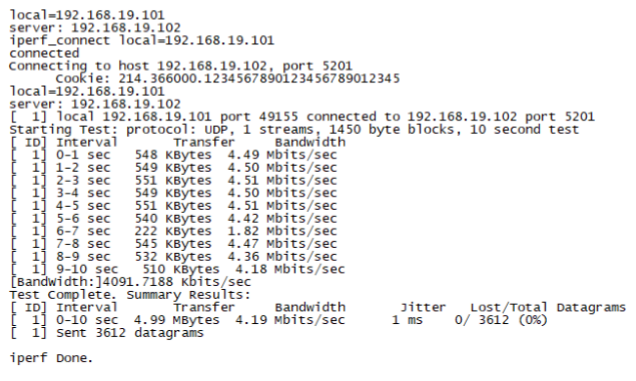 local=192.168.19.101
server: 192.168.19.102
iperf_connect local=192.168.19.101
connected
Connecting to host 192.168.19.102, port 5201
      Cookie: 214.366000.1234567890123456789012345
local=192.168.19.101
server: 192.168.19.102
[  1] local 192.168.19.101 port 49155 connected to 192.168.19.102 port 5201
Starting Test: protocol: UDP, 1 streams, 1450 byte blocks, 10 second test
[ ID] Interval       Transfer     Bandwidth
[  1] 0-1 sec   548 KBytes  4.49 Mbits/sec
[  1] 1-2 sec   549 KBytes  4.50 Mbits/sec
[  1] 2-3 sec   551 KBytes  4.51 Mbits/sec
[  1] 3-4 sec   549 KBytes  4.50 Mbits/sec
[  1] 4-5 sec   551 KBytes  4.51 Mbits/sec
[  1] 5-6 sec   540 KBytes  4.42 Mbits/sec
[  1] 6-7 sec   222 KBytes  1.82 Mbits/sec
[  1] 7-8 sec   545 KBytes  4.47 Mbits/sec
[  1] 8-9 sec   532 KBytes  4.36 Mbits/sec
[  1] 9-10 sec   510 KBytes  4.18 Mbits/sec
[Bandwidth:]4091.7188 Kbits/sec
Test Complete. Summary Results:
[ ID] Interval       Transfer     Bandwidth       Jitter   Lost/Total Datagrams
[  1] 0-10 sec  4.99 MBytes  4.19 Mbits/sec      1 ms    0/ 3612 (0%)
[  1] Sent 3612 datagrams
iperf Done.